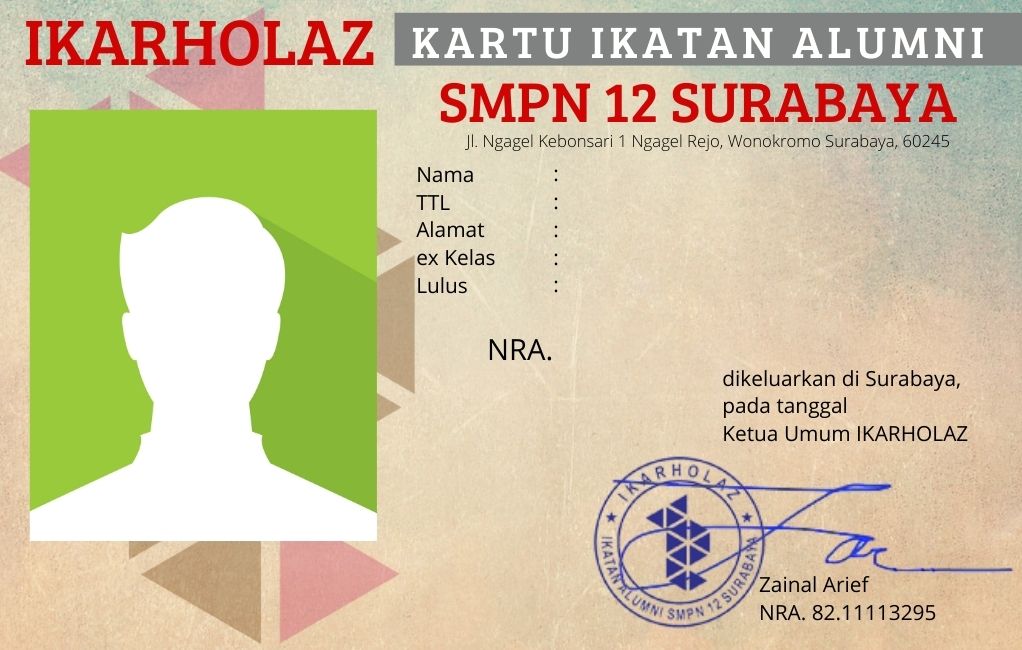 IKARHOLAZ
KARTU IKATAN ALUMNI
SMPN 12 SURABAYA
Jl. Ngagel Kebonsari 1 Ngagel Rejo, Wonokromo Surabaya, 60245
Nama :
TTL :
Alamat :
ex Kelas :
Lulus :
NRA.
dikeluarkan di Surabaya,
pada tanggal
Ketua Umum IKARHOLAZ
★ IKARHOLAZ ★
IKATAN ALUMNI SMPN 12 SURABAYA
Zainal Arief
NRA. 82.11113295